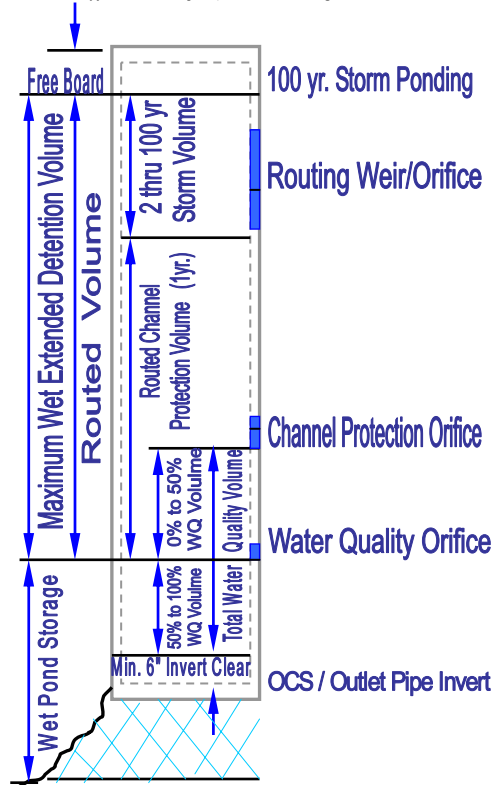 Free Board
100 yr. Storm Ponding
Maximum Wet Extended Detention Volume
Routed Volume
2 thru 100 yr
Storm Volume
Routing Weir/Orifice
Routed Channel
Protection Volume (1yr.)
Channel Protection Orifice
0% to 50%
WQ Volulme
Total Water Quality Volume
Water Quality Orifice
50% to 100%
WQ Volulme
Wet Pond Storage
Min. 6" Invert Clear
OCS / Outlet Pipe Invert